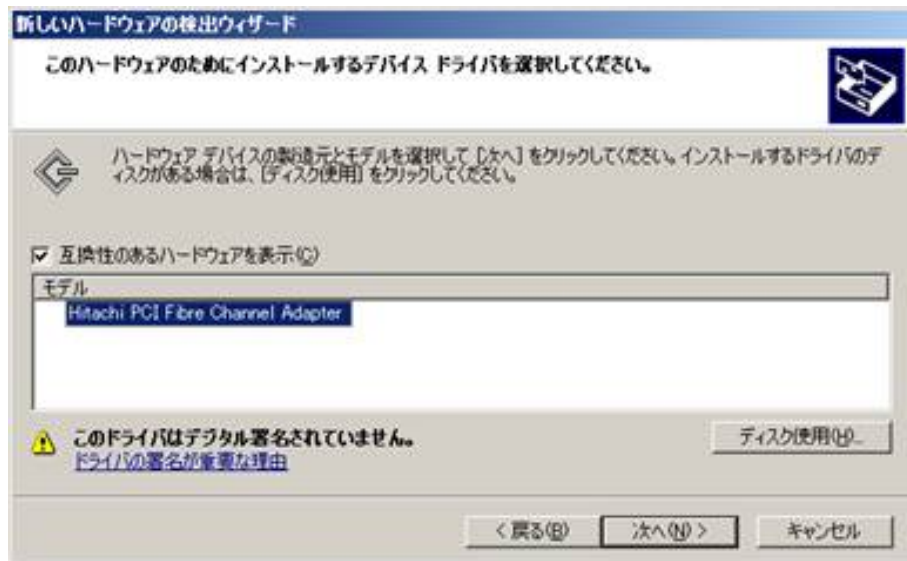 新しいハードウェアの検出ウィザード
このハードウェアのためにインストールするデバイス ドライバを選択してください。
ハードウェア デバイスの製造元とモデルを選択して [次へ] をクリックしてください。インストールするドライバのデ
ィスクがある場合は、[ディスク使用] をクリックしてください。
互換性のあるハードウェアを表示(C)
モデル
Hitachi PCI Fibre Channel Adapter
このドライバはデジタル署名されていません。
ディスク使用(H)...
ドライバの署名が重要な理由
< 戻る(B)
次へ(N) >
キャンセル